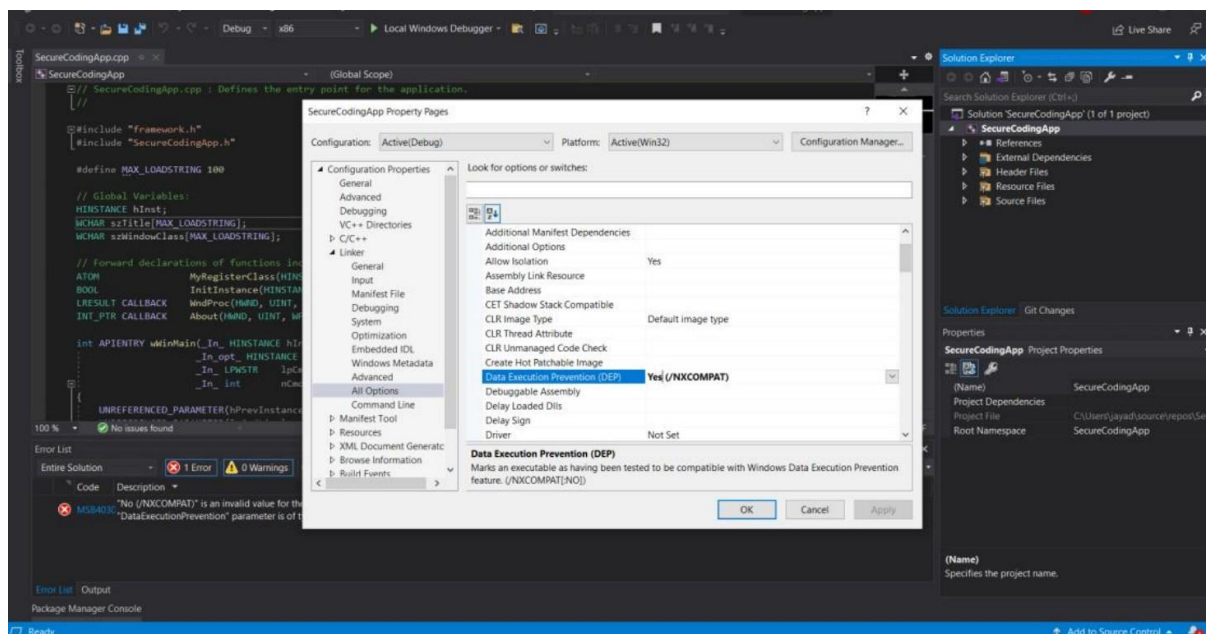 Debug x86 Local Windows Debugger Live Share
Toolbox
SecureCodingApp.cpp
SecureCodingApp (Global Scope)
// SecureCodingApp.cpp : Defines the entry point for the application.
//
#include "framework.h"
#include "SecureCodingApp.h"
#define MAX_LOADSTRING 100
// Global Variables:
HINSTANCE hInst;
WCHAR szTitle[MAX_LOADSTRING];
WCHAR szWindowClass[MAX_LOADSTRING];
// Forward declarations of functions inc
ATOM MyRegisterClass(HINS
BOOL InitInstance(HINSTAN
LRESULT CALLBACK WndProc(HWND, UINT,
INT_PTR CALLBACK About(HWND, UINT, WP
int APIENTRY wWinMain(_In_ HINSTANCE hIn
_In_opt_ HINSTANCE
_In_ LPWSTR lpC
_In_ int nCmd
{
UNREFERENCED_PARAMETER(hPrevInstance
100 % No issues found
Error List
Entire Solution 1 Error 0 Warnings
Code Description
"No (/NXCOMPAT)" is an invalid value for the
"DataExecutionPrevention" parameter is of t
Error List Output
Package Manager Console
Ready
Add to Source Control
SecureCodingApp Property Pages ? ×
Configuration: Active(Debug) Platform: Active(Win32) Configuration Manager...
Configuration Properties
General
Advanced
Debugging
VC++ Directories
C/C++
Linker
General
Input
Manifest File
Debugging
System
Optimization
Embedded IDL
Windows Metadata
Advanced
All Options
Command Line
Manifest Tool
Resources
XML Document Generatc
Browse Information
Build Events
Look for options or switches:
Additional Manifest Dependencies
Additional Options
Allow Isolation Yes
Assembly Link Resource
Base Address
CET Shadow Stack Compatible
CLR Image Type Default image type
CLR Thread Attribute
CLR Unmanaged Code Check
Create Hot Patchable Image
Data Execution Prevention (DEP) Yes (/NXCOMPAT)
Debuggable Assembly
Delay Loaded Dlls
Delay Sign
Driver Not Set
Data Execution Prevention (DEP)
Marks an executable as having been tested to be compatible with Windows Data Execution Prevention
feature. (/NXCOMPAT[:NO])
OK Cancel Apply
Solution Explorer
Search Solution Explorer (Ctrl+;)
Solution 'SecureCodingApp' (1 of 1 project)
SecureCodingApp
References
External Dependencies
Header Files
Resource Files
Source Files
Solution Explorer Git Changes
Properties
SecureCodingApp Project Properties
(Name) SecureCodingApp
Project Dependencies
Project File C:\Users\jayad\source\repos\Se
Root Namespace SecureCodingApp
(Name)
Specifies the project name.